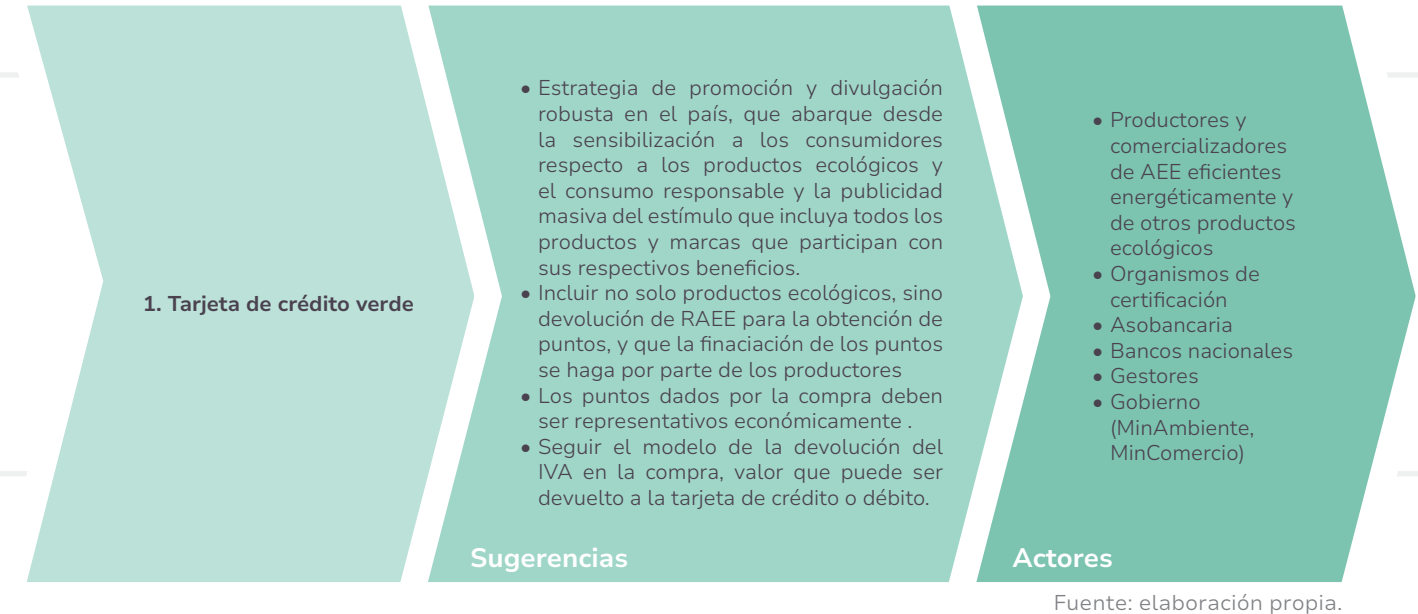 1. Tarjeta de crédito verde
• Estrategia de promoción y divulgación
robusta en el país, que abarque desde
la sensibilización a los consumidores
respecto a los productos ecológicos y
el consumo responsable y la publicidad
masiva del estímulo que incluya todos los
productos y marcas que participan con
sus respectivos beneficios.
• Incluir no solo productos ecológicos, sino
devolución de RAEE para la obtención de
puntos, y que la finaciación de los puntos
se haga por parte de los productores
• Los puntos dados por la compra deben
ser representativos económicamente .
• Seguir el modelo de la devolución del
IVA en la compra, valor que puede ser
devuelto a la tarjeta de crédito o débito.
Sugerencias
• Productores y
comercializadores
de AEE eficientes
energéticamente y
de otros productos
ecológicos
• Organismos de
certificación
• Asobancaria
• Bancos nacionales
• Gestores
• Gobierno
(MinAmbiente,
MinComercio)
Actores
Fuente: elaboración propia.